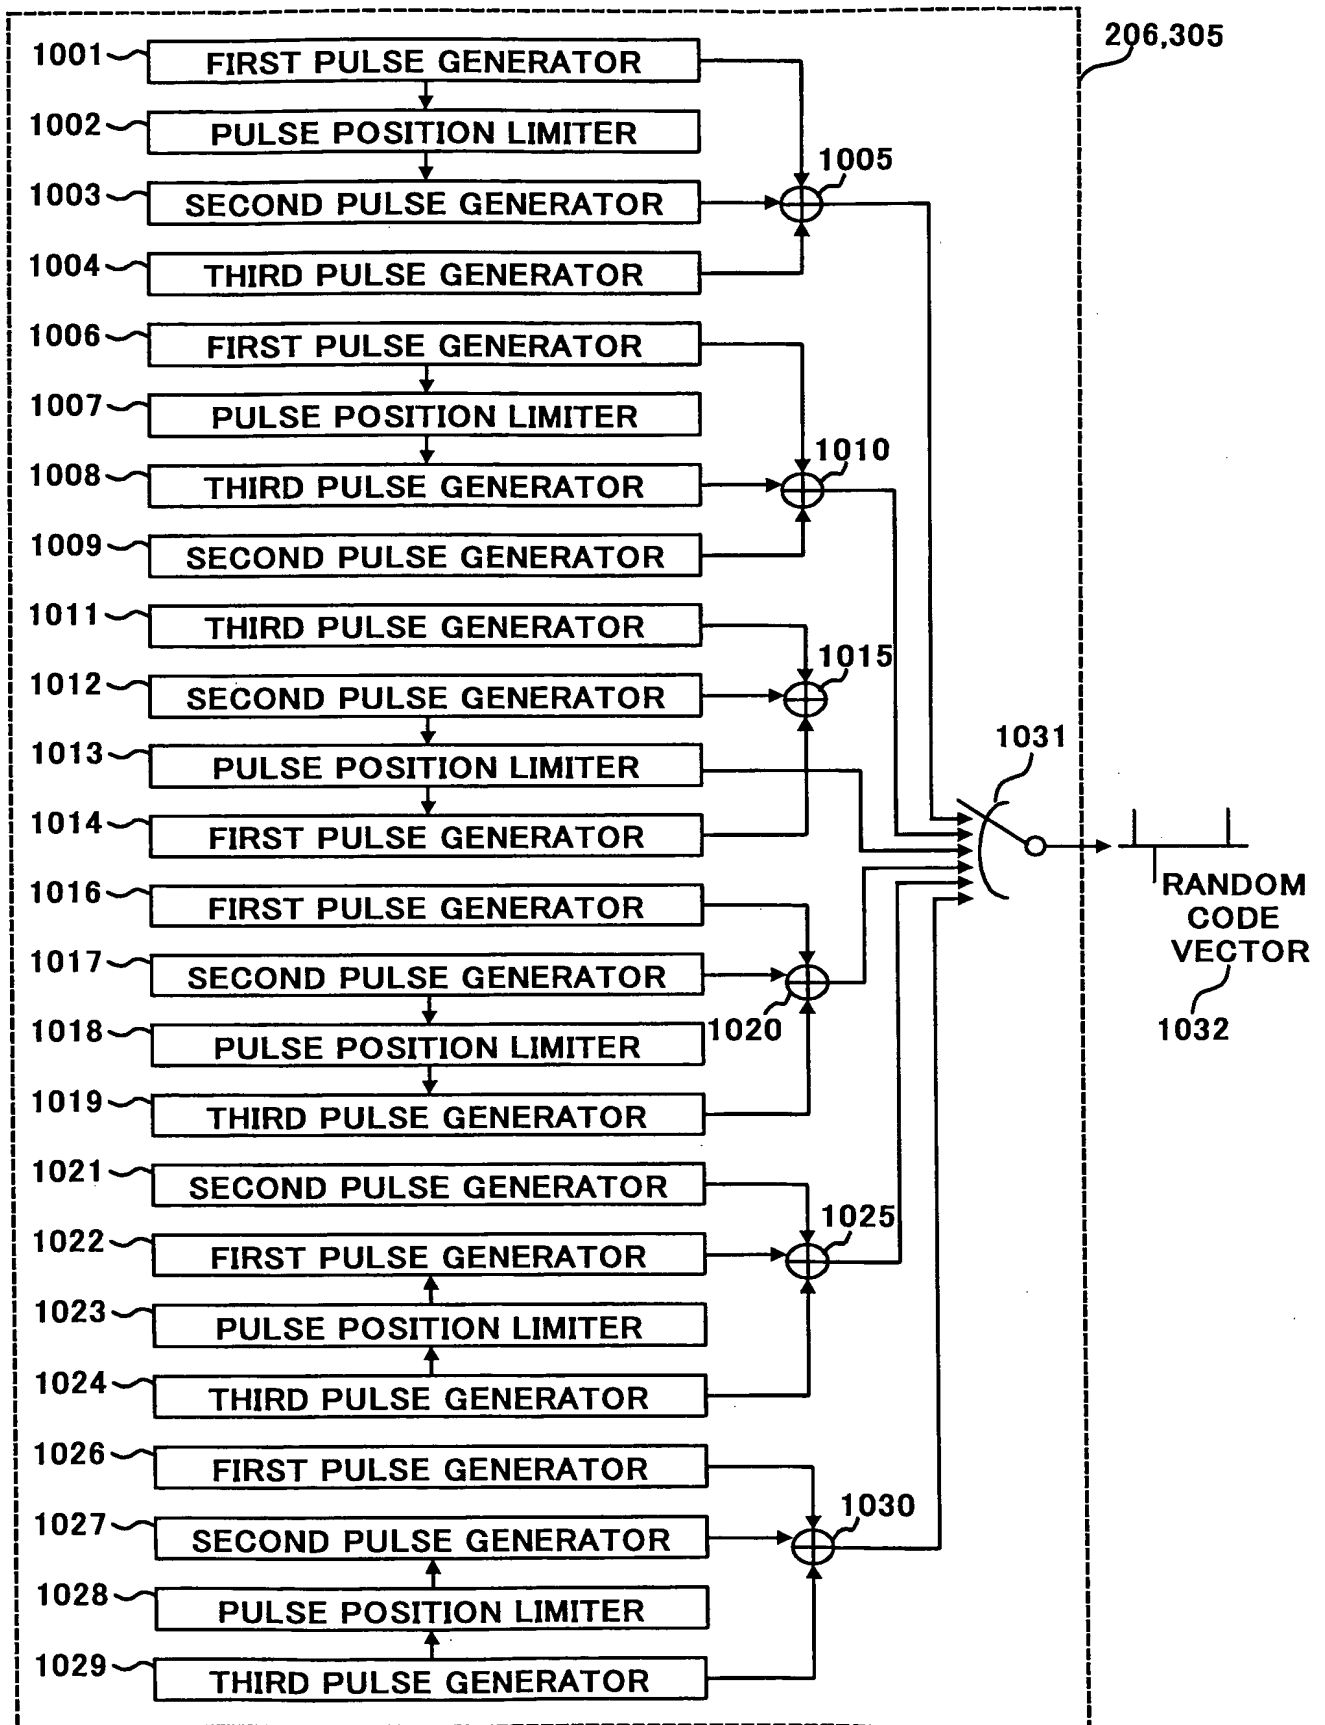 206,305
1001 FIRST PULSE GENERATOR
1002 PULSE POSITION LIMITER
1003 SECOND PULSE GENERATOR
1005
1004 THIRD PULSE GENERATOR
1006 FIRST PULSE GENERATOR
1007 PULSE POSITION LIMITER
1008 THIRD PULSE GENERATOR
1010
1009 SECOND PULSE GENERATOR
1011 THIRD PULSE GENERATOR
1015
1012 SECOND PULSE GENERATOR
1013 PULSE POSITION LIMITER
1031
1014 FIRST PULSE GENERATOR
1016 FIRST PULSE GENERATOR
RANDOM
CODE
VECTOR
1032
1017 SECOND PULSE GENERATOR
1020
1018 PULSE POSITION LIMITER
1019 THIRD PULSE GENERATOR
1021 SECOND PULSE GENERATOR
1025
1022 FIRST PULSE GENERATOR
1023 PULSE POSITION LIMITER
1024 THIRD PULSE GENERATOR
1026 FIRST PULSE GENERATOR
1030
1027 SECOND PULSE GENERATOR
1028 PULSE POSITION LIMITER
1029 THIRD PULSE GENERATOR